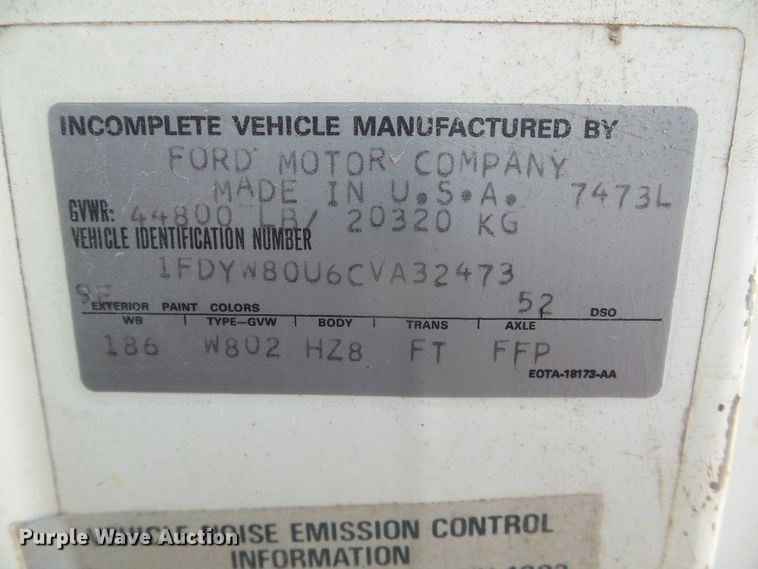 INCOMPLETE VEHICLE MANUFACTURED BY
FORD MOTOR COMPANY
MADE IN U.S.A. 7473L
GVWR: 44800 LB/ 20320 KG
VEHICLE IDENTIFICATION NUMBER
1FDYW80U6CVA32473
EXTERIOR PAINT COLORS 52 DSO
WB TYPE-GVW BODY TRANS AXLE
186 W802 HZ8 FT FFP
EOTA-18173-AA
VEHICLE NOISE EMISSION CONTROL
INFORMATION
Purple Wave Auction